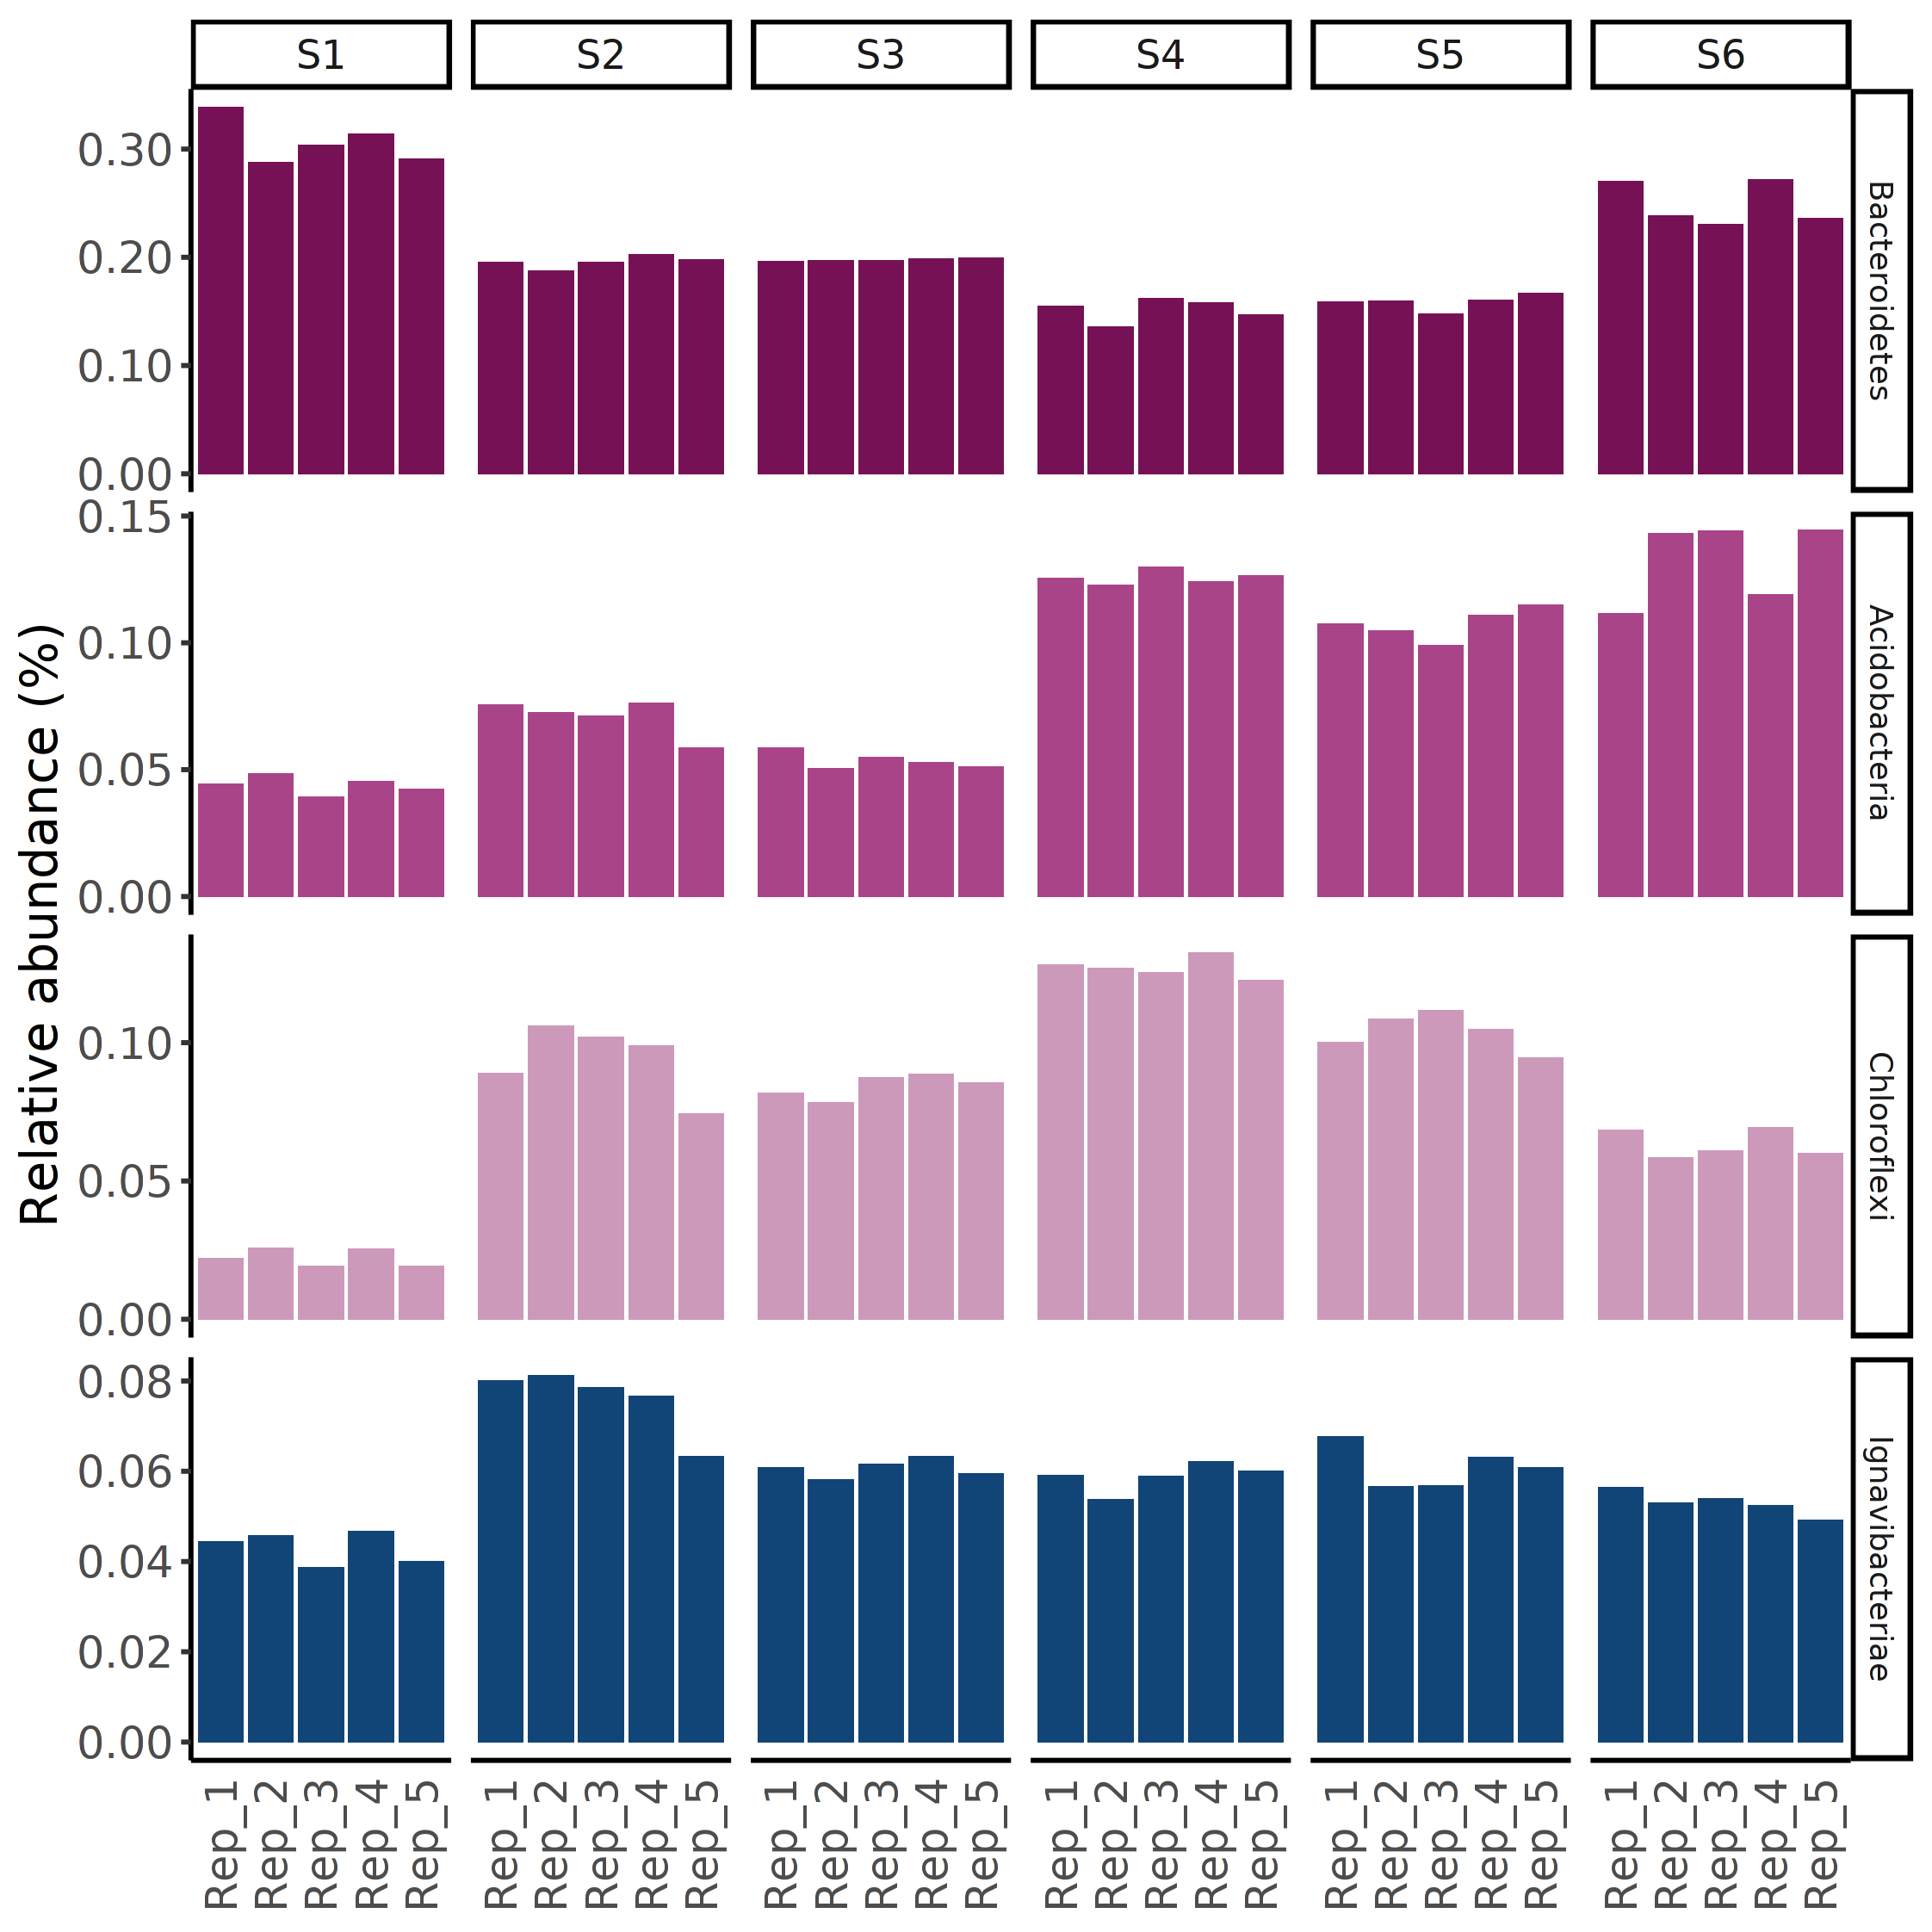 S1 S2 S3 S4 S5 S6
Relative abundance (%)
0.30
0.20
0.10
0.00
Bacteroidetes
0.15
0.10
0.05
0.00
Acidobacteria
0.10
0.05
0.00
Chloroflexi
0.08
0.06
0.04
0.02
0.00
Ignavibacteriae
Rep_1 Rep_2 Rep_3 Rep_4 Rep_5 Rep_1 Rep_2 Rep_3 Rep_4 Rep_5 Rep_1 Rep_2 Rep_3 Rep_4 Rep_5 Rep_1 Rep_2 Rep_3 Rep_4 Rep_5 Rep_1 Rep_2 Rep_3 Rep_4 Rep_5 Rep_1 Rep_2 Rep_3 Rep_4 Rep_5